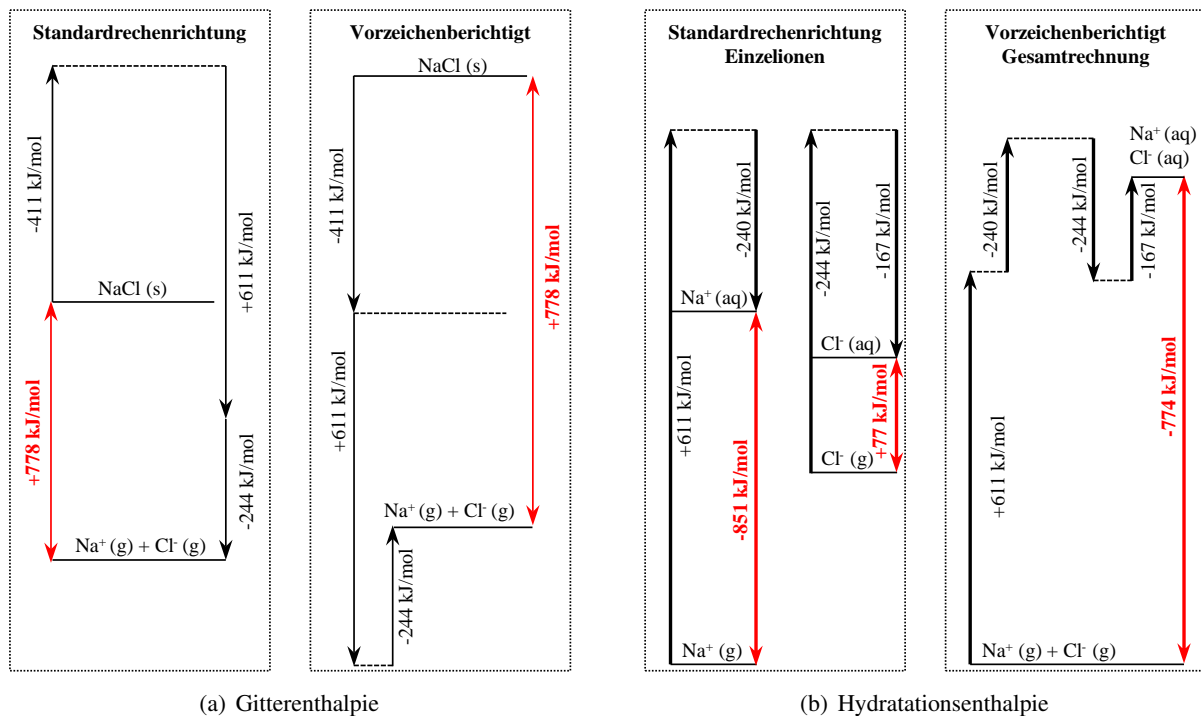 Standardrechenrichtung
-411 kJ/mol
+611 kJ/mol
NaCl (s)
+778 kJ/mol
-244 kJ/mol
Na⁺ (g) + Cl⁻ (g)
Vorzeichenberichtigt
NaCl (s)
-411 kJ/mol
+778 kJ/mol
+611 kJ/mol
Na⁺ (g) + Cl⁻ (g)
-244 kJ/mol
(a) Gitterenthalpie
Standardrechenrichtung
Einzelionen
-240 kJ/mol
-244 kJ/mol
-167 kJ/mol
Na⁺ (aq)
Cl⁻ (aq)
+611 kJ/mol
-851 kJ/mol
+77 kJ/mol
Cl⁻ (g)
Na⁺ (g)
Vorzeichenberichtigt
Gesamtrechnung
Na⁺ (aq)
Cl⁻ (aq)
-240 kJ/mol
-244 kJ/mol
-167 kJ/mol
-774 kJ/mol
+611 kJ/mol
Na⁺ (g) + Cl⁻ (g)
(b) Hydratationsenthalpie